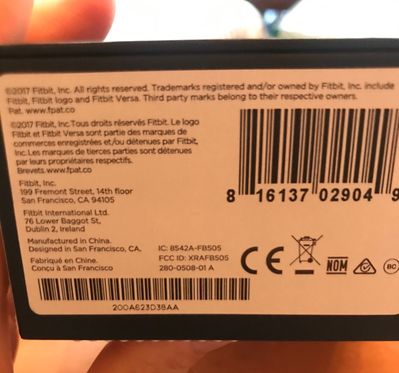 ©2017 Fitbit, Inc. All rights reserved. Trademarks registered and/or owned by Fitbit, Inc. include
Fitbit, Fitbit logo and Fitbit Versa. Third party marks belong to their respective owners.
Pat. www.fpat.co
©2017 Fitbit, Inc.Tous droits réservés Fitbit. Le logo
Fitbit et Fitbit Versa sont partie des marques de
commerces enregistrées et/ou détenues par Fitbit,
Inc. Les marques de tierces parties sont détenues
par leurs propriétaires respectifs.
Brevets. www.fpat.co
Fitbit, Inc.
199 Fremont Street, 14th floor
San Francisco, CA 94105
Fitbit International Ltd.
76 Lower Baggot St,
Dublin 2, Ireland
Manufactured in China.
Designed in San Francisco, CA.
Fabriqué en Chine.
Conçu à San Francisco
IC: 8542A-FB505
FCC ID: XRAFB505
280-0508-01 A
200A623D38AA
8 16137 02904 9
CE
NOM
BC